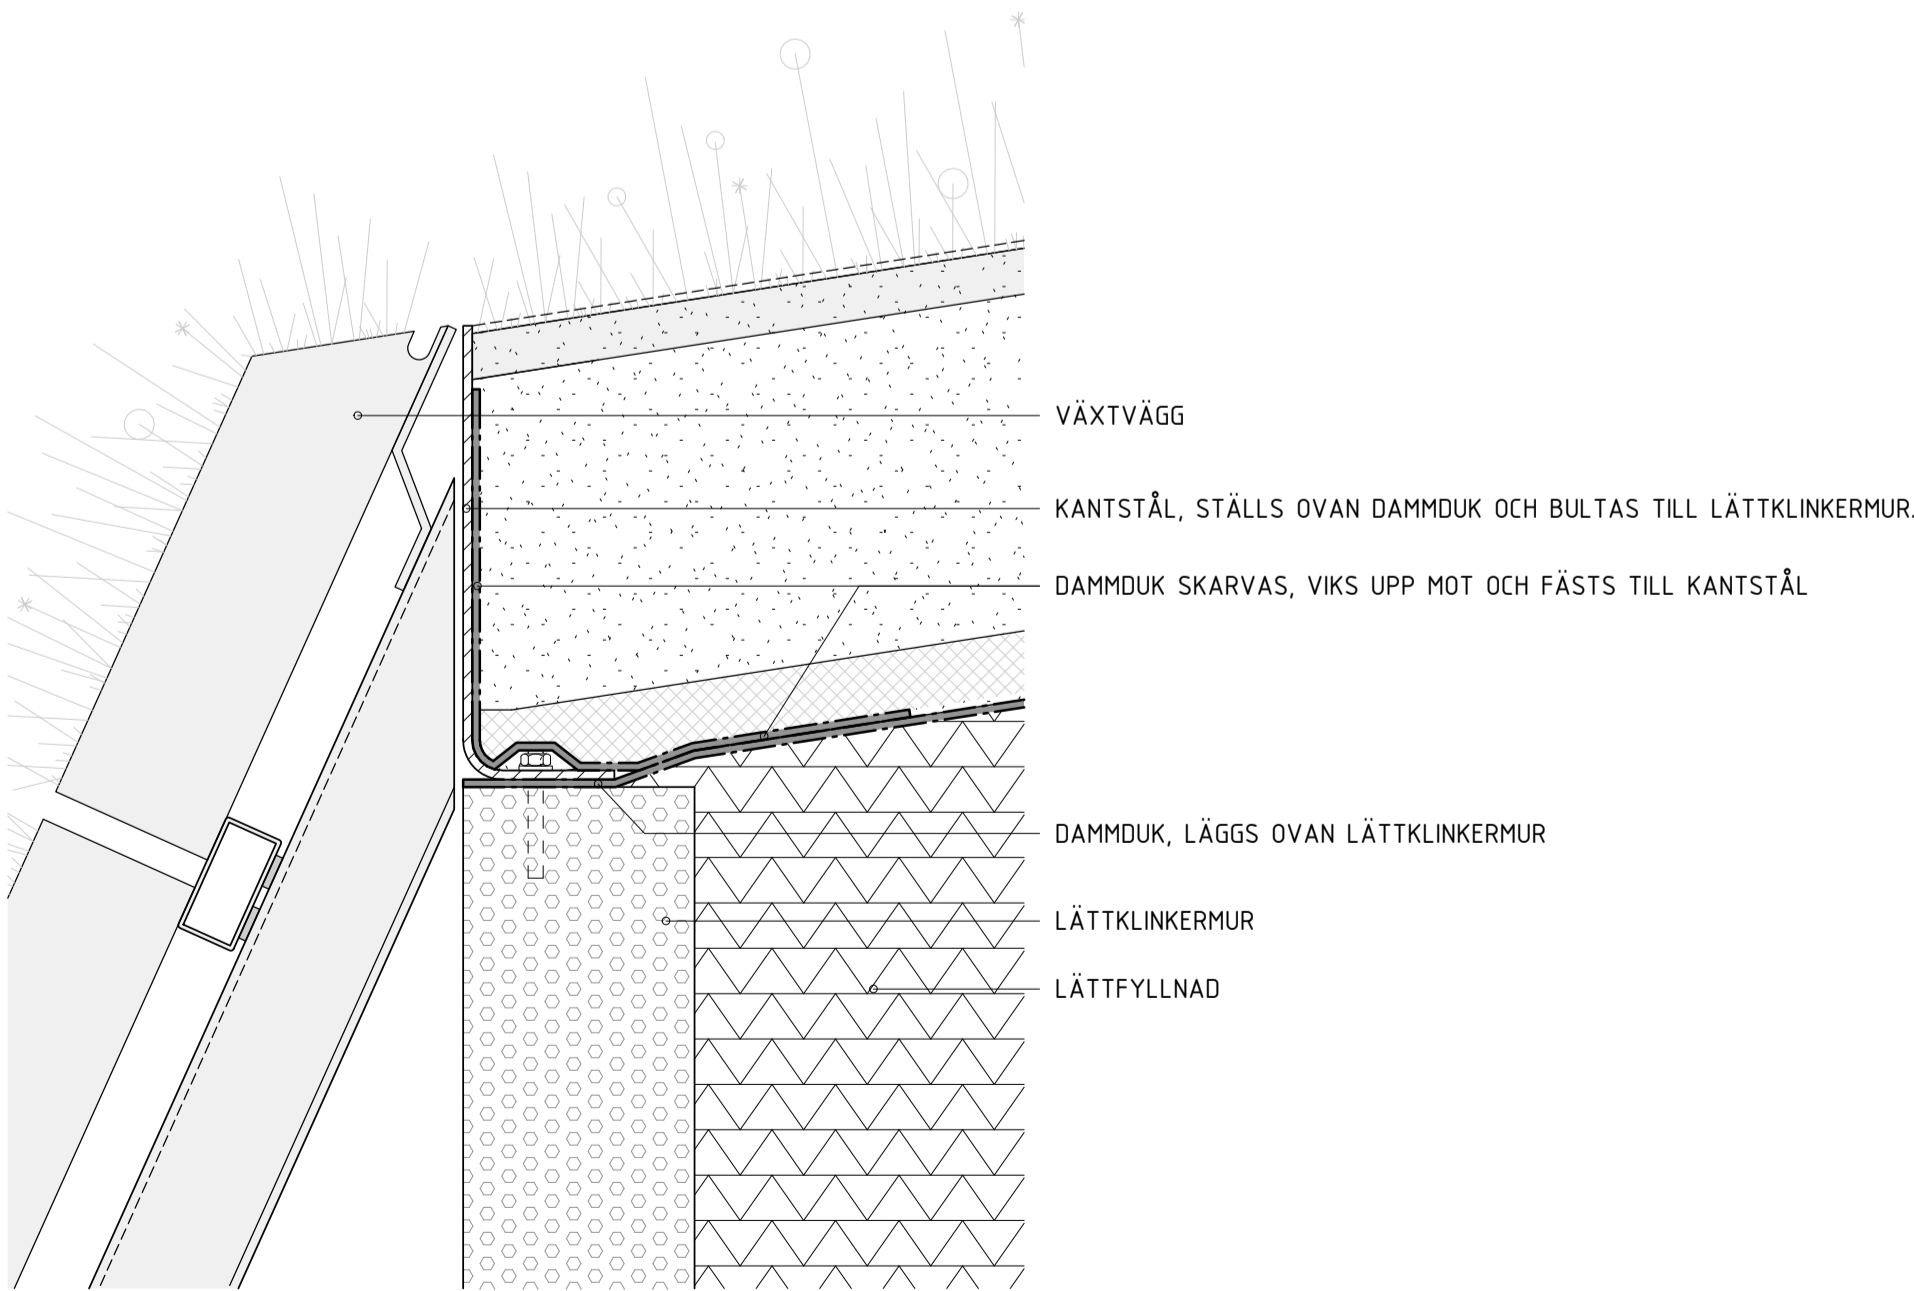 VÄXTVÄGG
KANTSTÅL, STÄLLS OVAN DAMMDUK OCH BULTAS TILL LÄTTKLINKERMUR.
DAMMDUK SKARVAS, VIKS UPP MOT OCH FÄSTS TILL KANTSTÅL
DAMMDUK, LÄGGS OVAN LÄTTKLINKERMUR
LÄTTKLINKERMUR
LÄTTFYLLNAD